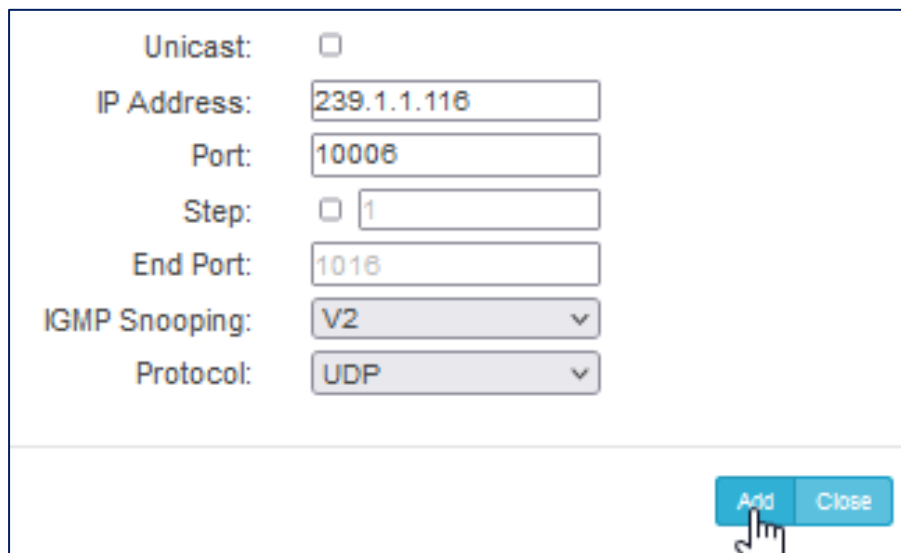 Unicast:
IP Address: 239.1.1.116
Port: 10006
Step: 1
End Port: 1016
IGMP Snooping: V2
Protocol: UDP
Add Close